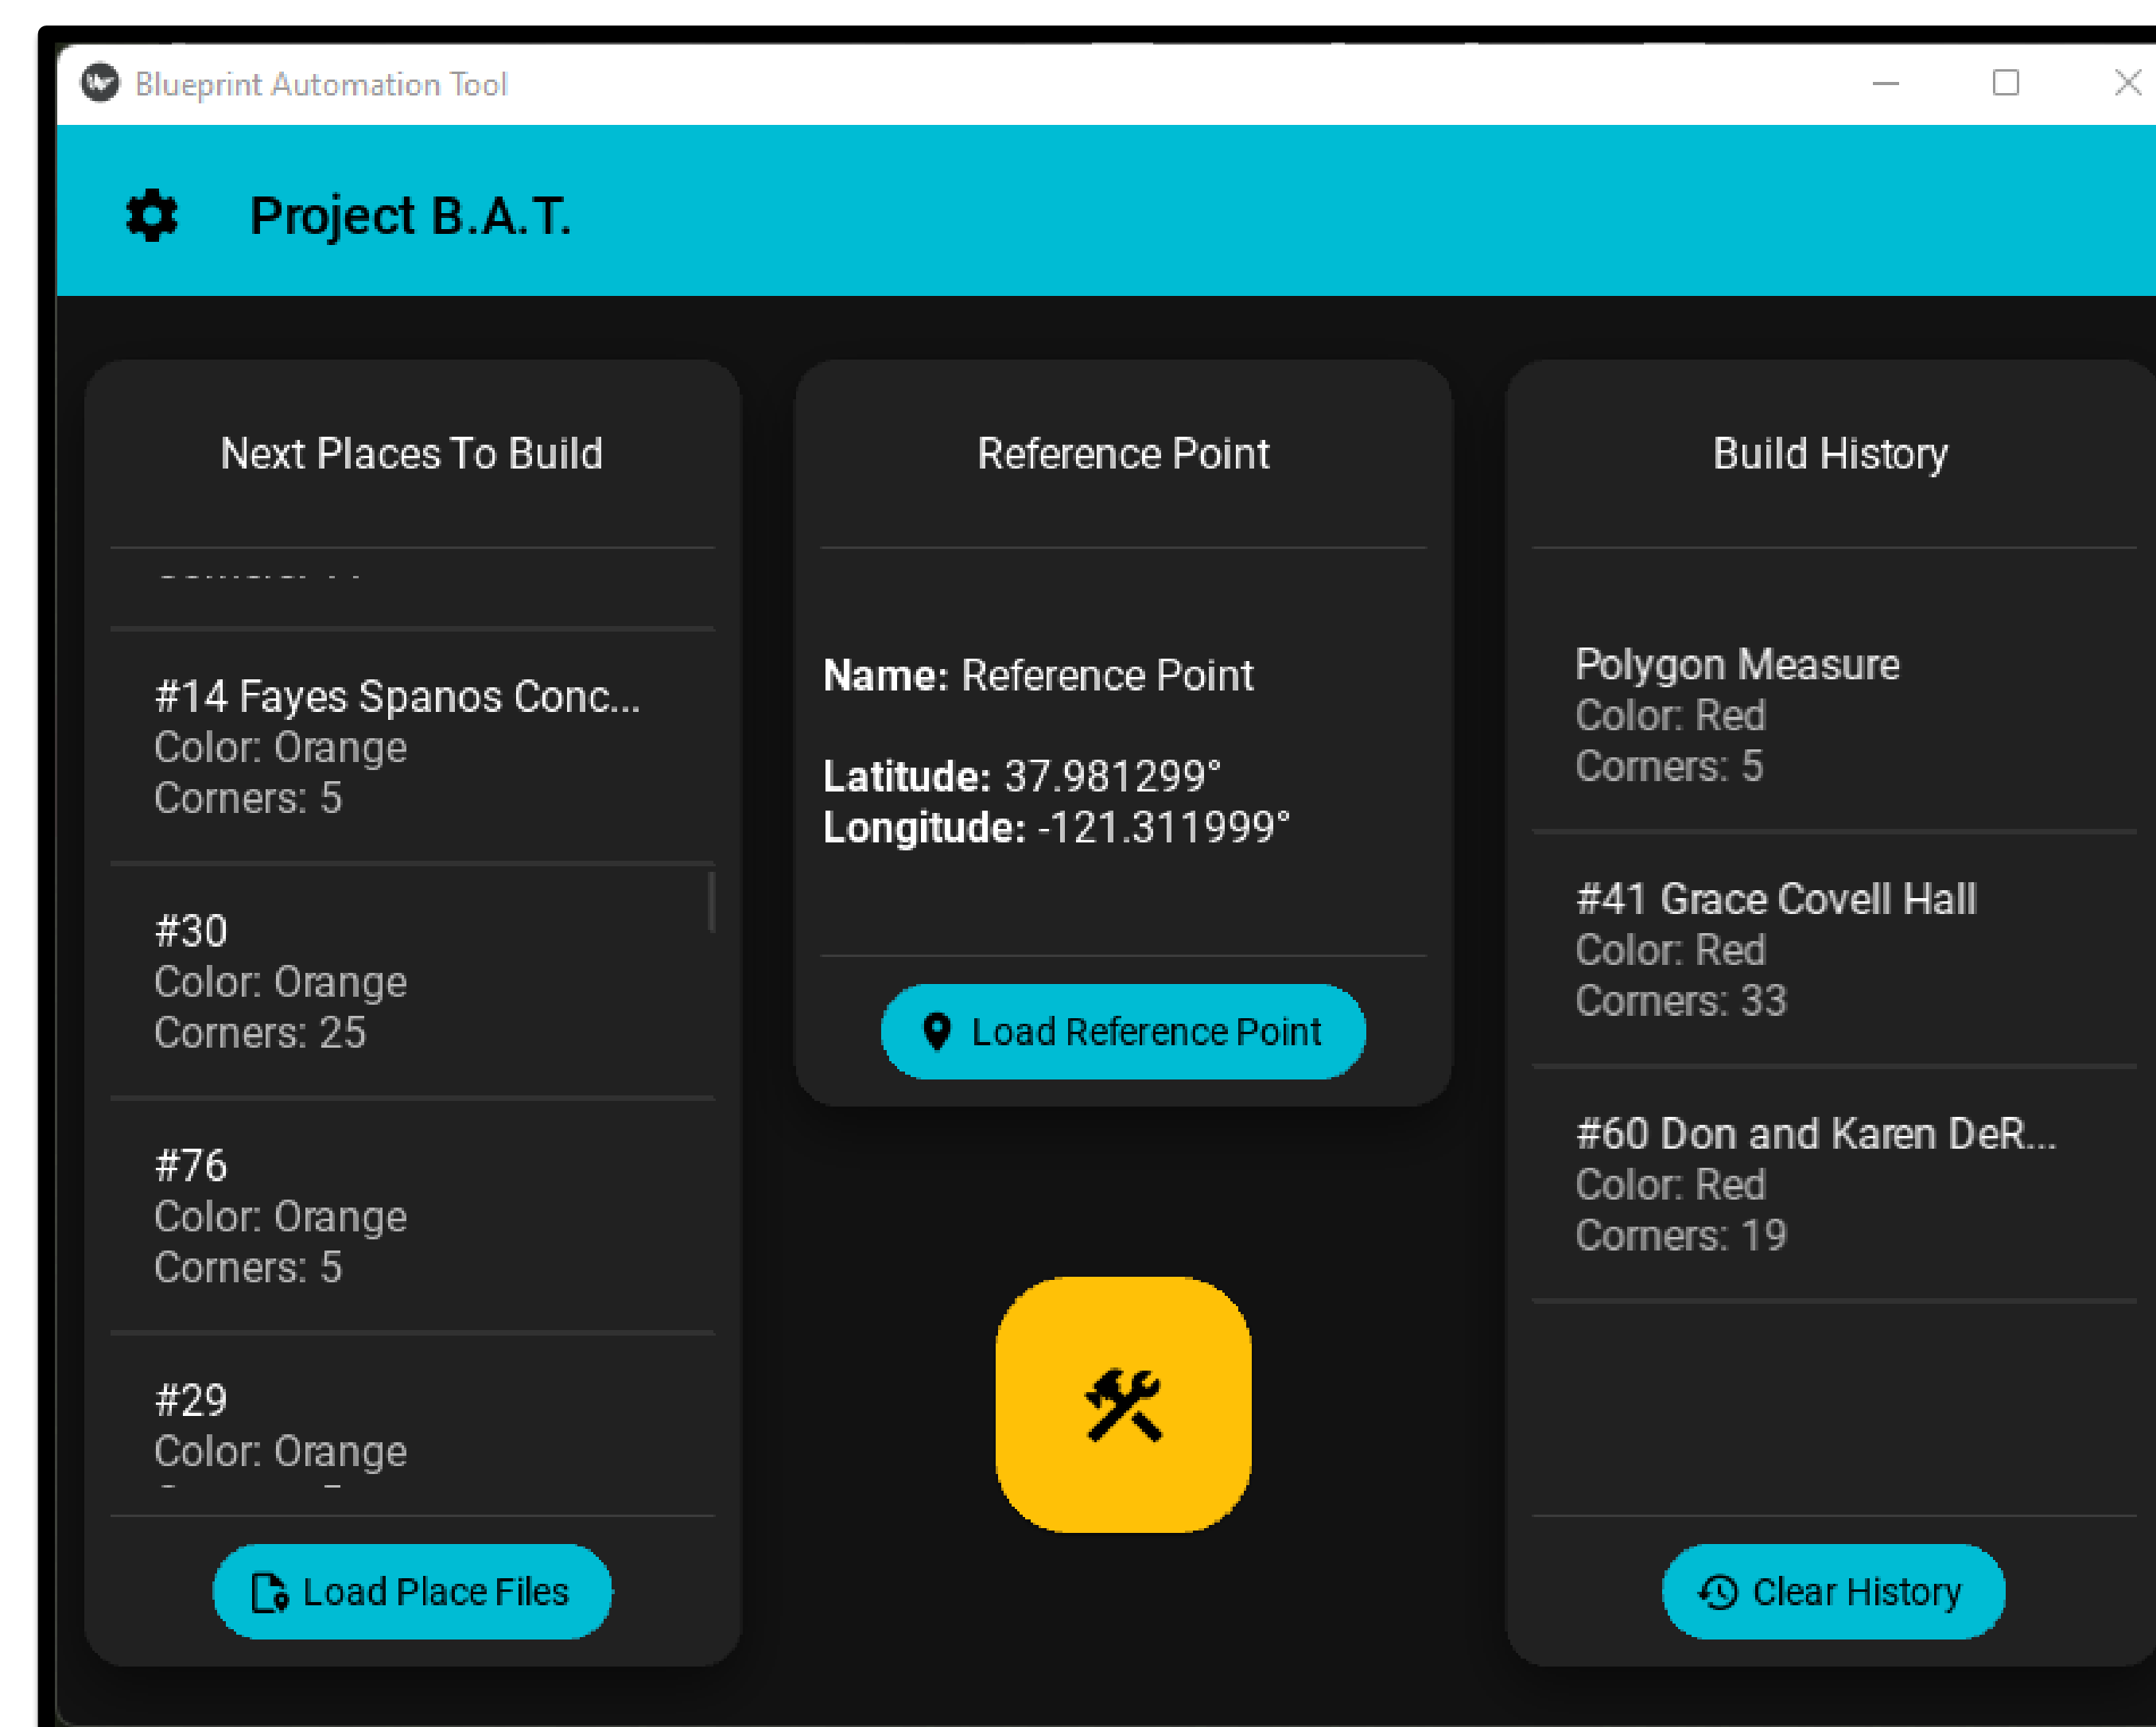 Blueprint Automation Tool
Project B.A.T.
Next Places To Build
#14 Fayes Spanos Conc...
Color: Orange
Corners: 5
#30
Color: Orange
Corners: 25
#76
Color: Orange
Corners: 5
#29
Color: Orange
Load Place Files
Reference Point
Name: Reference Point
Latitude: 37.981299°
Longitude: -121.311999°
Load Reference Point
Build History
Polygon Measure
Color: Red
Corners: 5
#41 Grace Covell Hall
Color: Red
Corners: 33
#60 Don and Karen DeR...
Color: Red
Corners: 19
Clear History